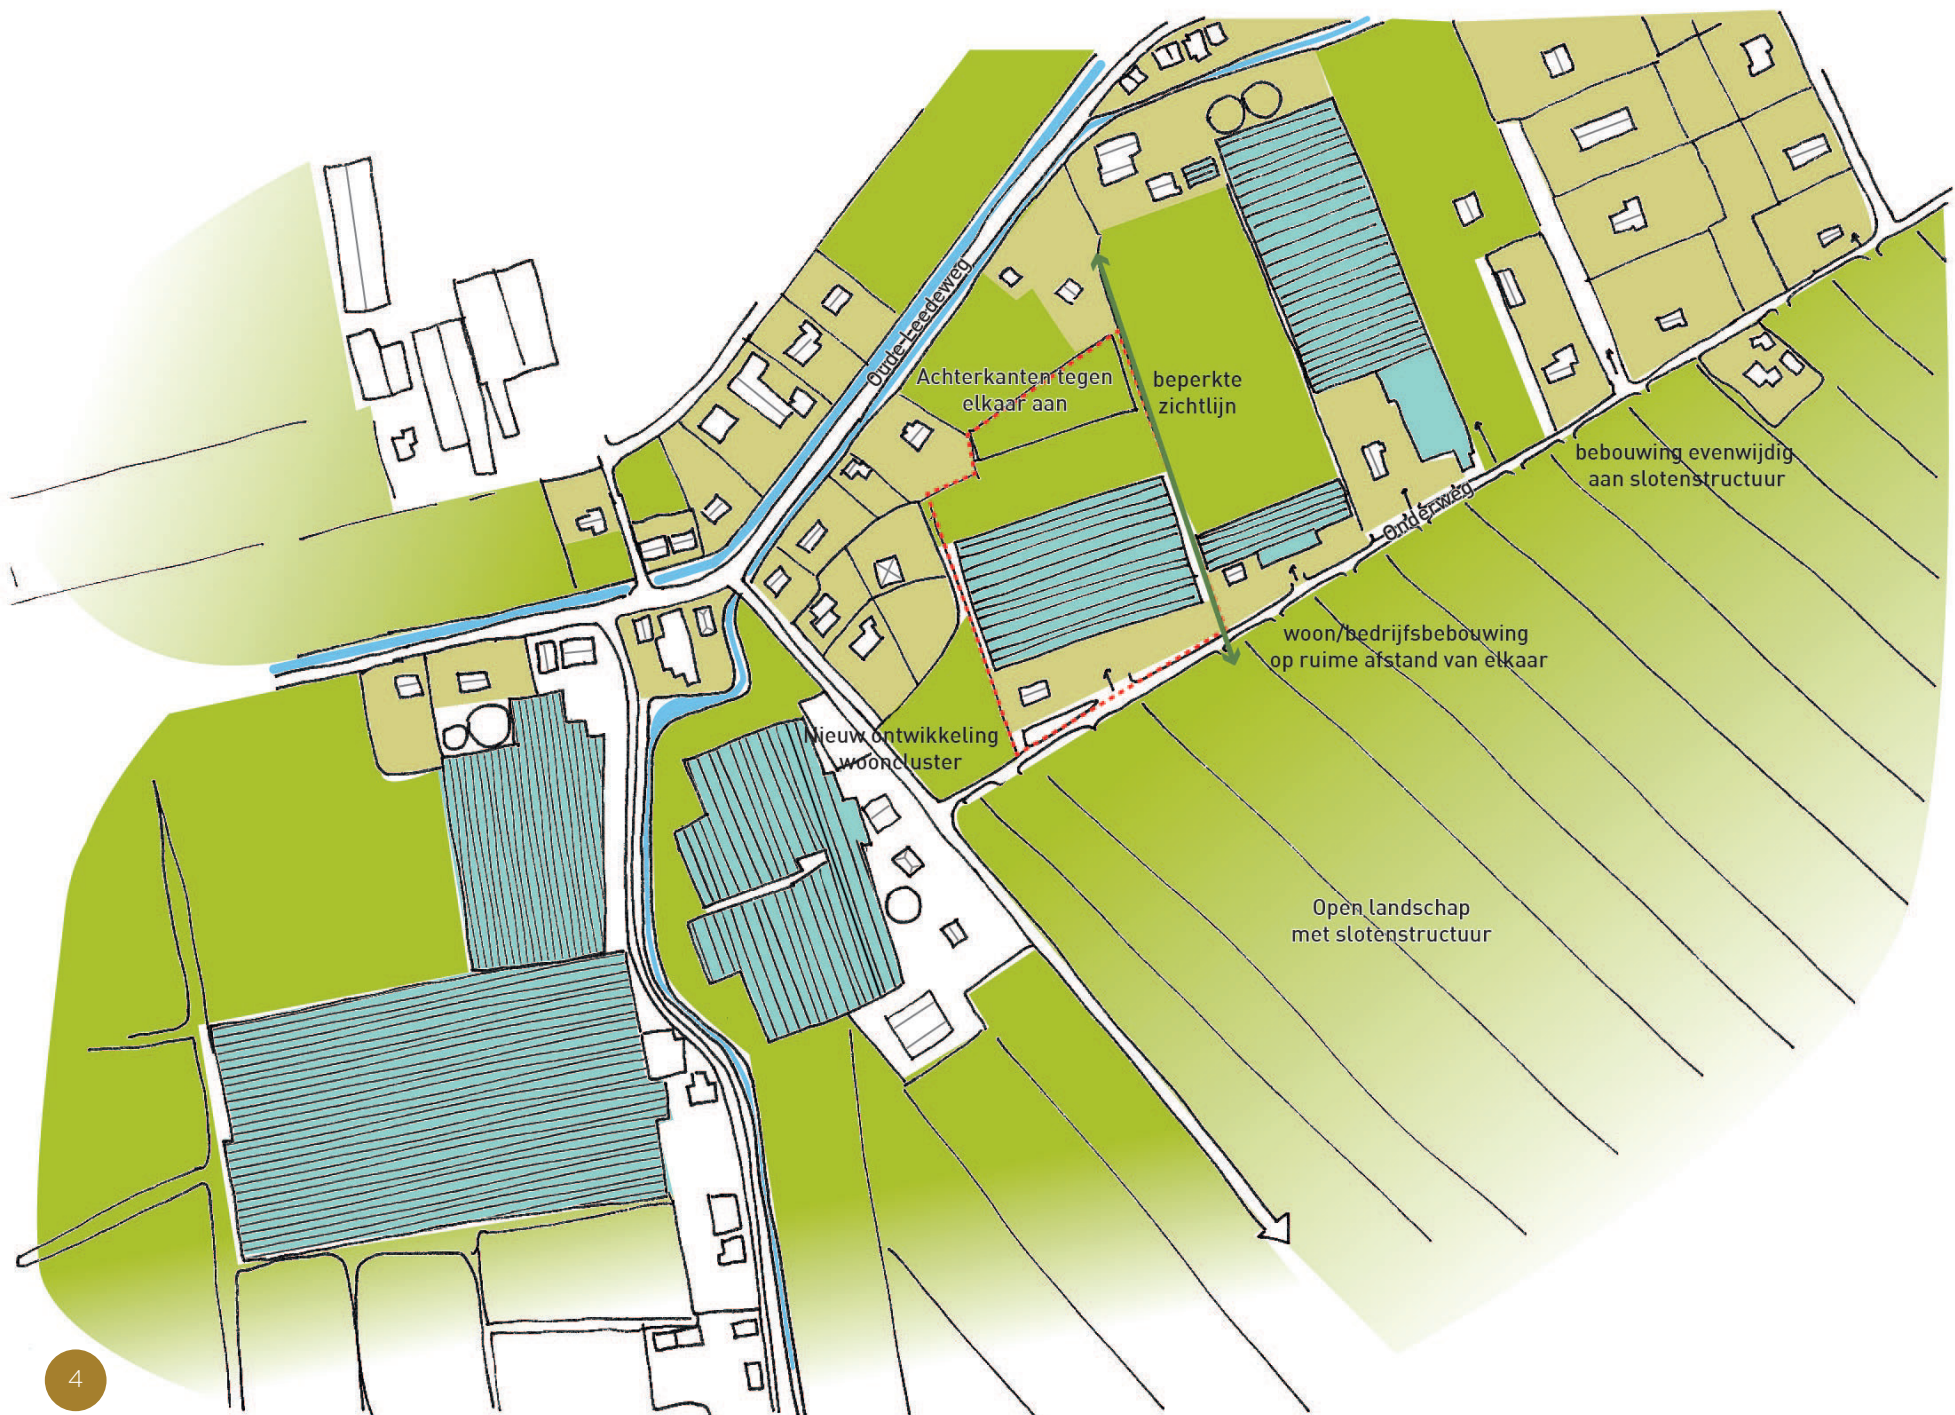 Oude Leedeweg
Achterkanten tegen
elkaar aan
beperkte
zichtlijn
bebouwing evenwijdig
aan slotenstructuur
Onderweg
woon/bedrijfsbebouwing
op ruime afstand van elkaar
Nieuw ontwikkeling
wooncluster
Open landschap
met slotenstructuur
4